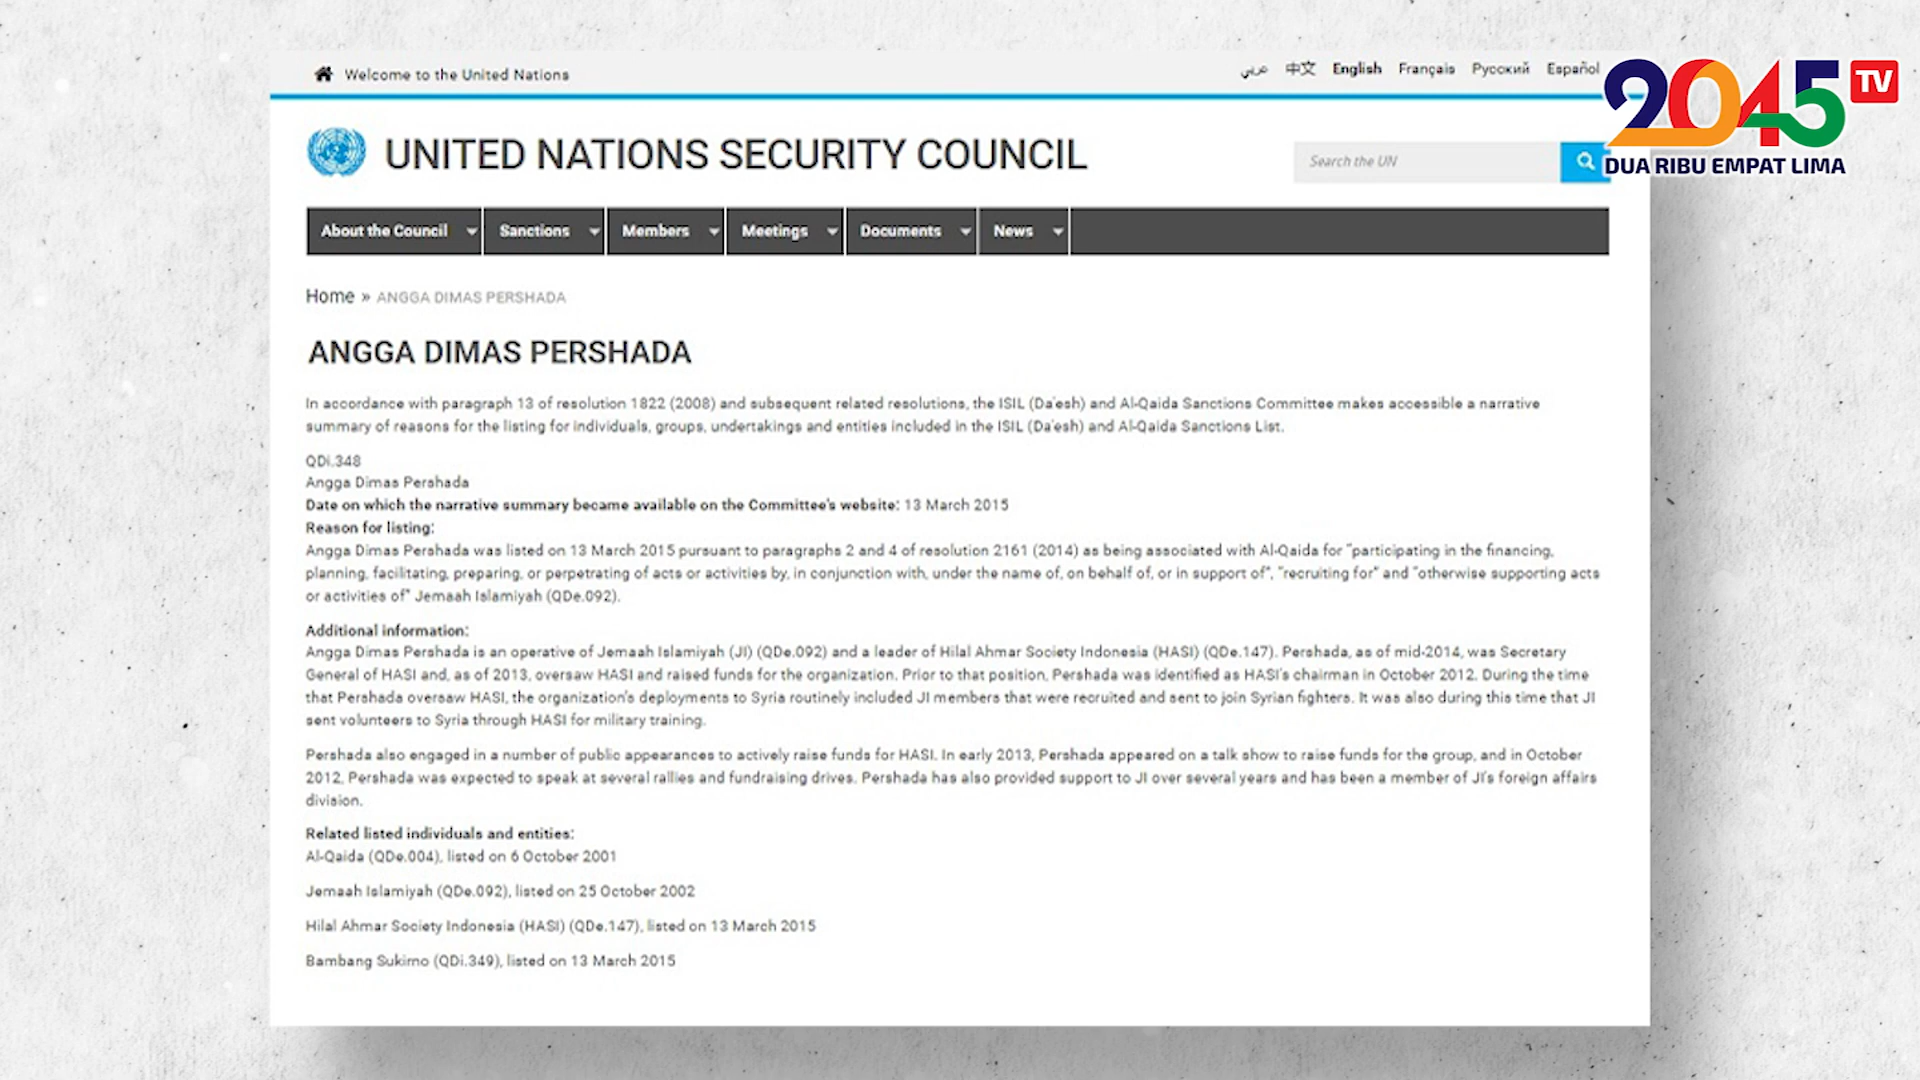 Welcome to the United Nations
عربي 中文 English Français Русский Español
2045 TV
DUA RIBU EMPAT LIMA
UNITED NATIONS SECURITY COUNCIL
Search the UN
About the Council Sanctions Members Meetings Documents News
Home » ANGGA DIMAS PERSHADA
ANGGA DIMAS PERSHADA
In accordance with paragraph 13 of resolution 1822 (2008) and subsequent related resolutions, the ISIL (Da'esh) and Al-Qaida Sanctions Committee makes accessible a narrative
summary of reasons for the listing for individuals, groups, undertakings and entities included in the ISIL (Da'esh) and Al-Qaida Sanctions List.
QDi.348
Angga Dimas Pershada
Date on which the narrative summary became available on the Committee's website: 13 March 2015
Reason for listing:
Angga Dimas Pershada was listed on 13 March 2015 pursuant to paragraphs 2 and 4 of resolution 2161 (2014) as being associated with Al-Qaida for "participating in the financing,
planning, facilitating, preparing, or perpetrating of acts or activities by, in conjunction with, under the name of, on behalf of, or in support of", "recruiting for" and "otherwise supporting acts
or activities of" Jemaah Islamiyah (QDe.092).
Additional information:
Angga Dimas Pershada is an operative of Jemaah Islamiyah (JI) (QDe.092) and a leader of Hilal Ahmar Society Indonesia (HASI) (QDe.147). Pershada, as of mid-2014, was Secretary
General of HASI and, as of 2013, oversaw HASI and raised funds for the organization. Prior to that position, Pershada was identified as HASI's chairman in October 2012. During the time
that Pershada oversaw HASI, the organization's deployments to Syria routinely included JI members that were recruited and sent to join Syrian fighters. It was also during this time that JI
sent volunteers to Syria through HASI for military training.
Pershada also engaged in a number of public appearances to actively raise funds for HASI. In early 2013, Pershada appeared on a talk show to raise funds for the group, and in October
2012, Pershada was expected to speak at several rallies and fundraising drives. Pershada has also provided support to JI over several years and has been a member of JI's foreign affairs
division.
Related listed individuals and entities:
Al-Qaida (QDe.004), listed on 6 October 2001
Jemaah Islamiyah (QDe.092), listed on 25 October 2002
Hilal Ahmar Society Indonesia (HASI) (QDe.147), listed on 13 March 2015
Bambang Sukirno (QDi.349), listed on 13 March 2015